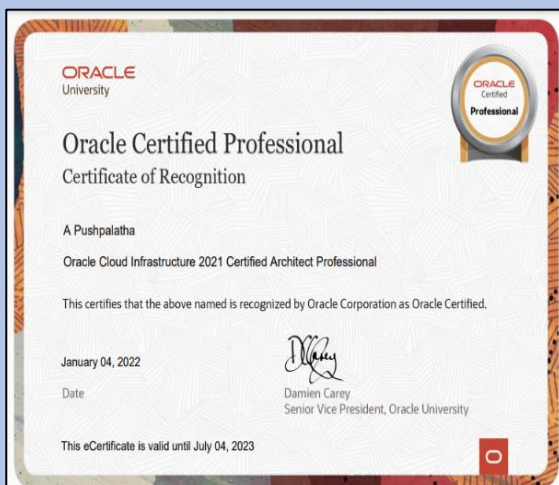 ORACLE
University
ORACLE
Certified
Professional
Oracle Certified Professional
Certificate of Recognition
A Pushpalatha
Oracle Cloud Infrastructure 2021 Certified Architect Professional
This certifies that the above named is recognized by Oracle Corporation as Oracle Certified.
January 04, 2022
Date
DCarey
Damien Carey
Senior Vice President, Oracle University
This eCertificate is valid until July 04, 2023